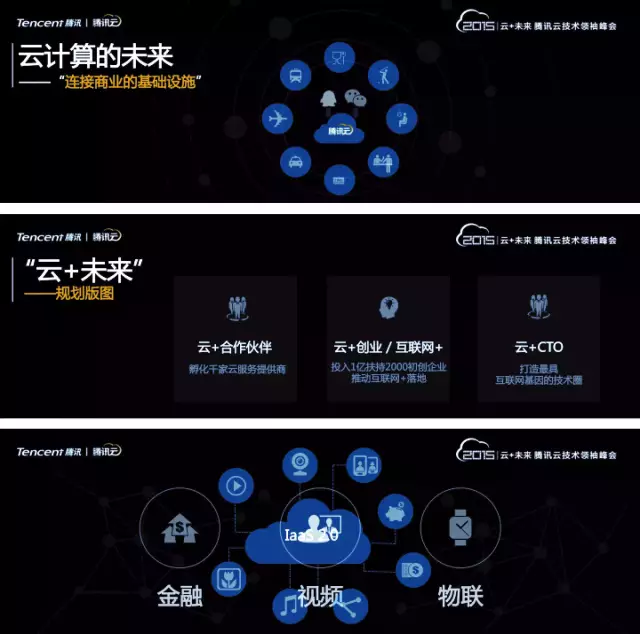 Tencent 腾讯 | 腾讯云
2015 云+未来 腾讯云技术领袖峰会
云计算的未来
——“连接商业的基础设施”
腾讯云
Tencent 腾讯 | 腾讯云
2015 云+未来 腾讯云技术领袖峰会
“云+未来”
——规划版图
云+合作伙伴
孵化千家云服务提供商
云+创业 / 互联网+
投入1亿扶持2000初创企业
推动互联网+落地
云+CTO
打造最具
互联网基因的技术圈
Tencent 腾讯 | 腾讯云
2015 云+未来 腾讯云技术领袖峰会
IaaS 2.0
金融
视频
物联